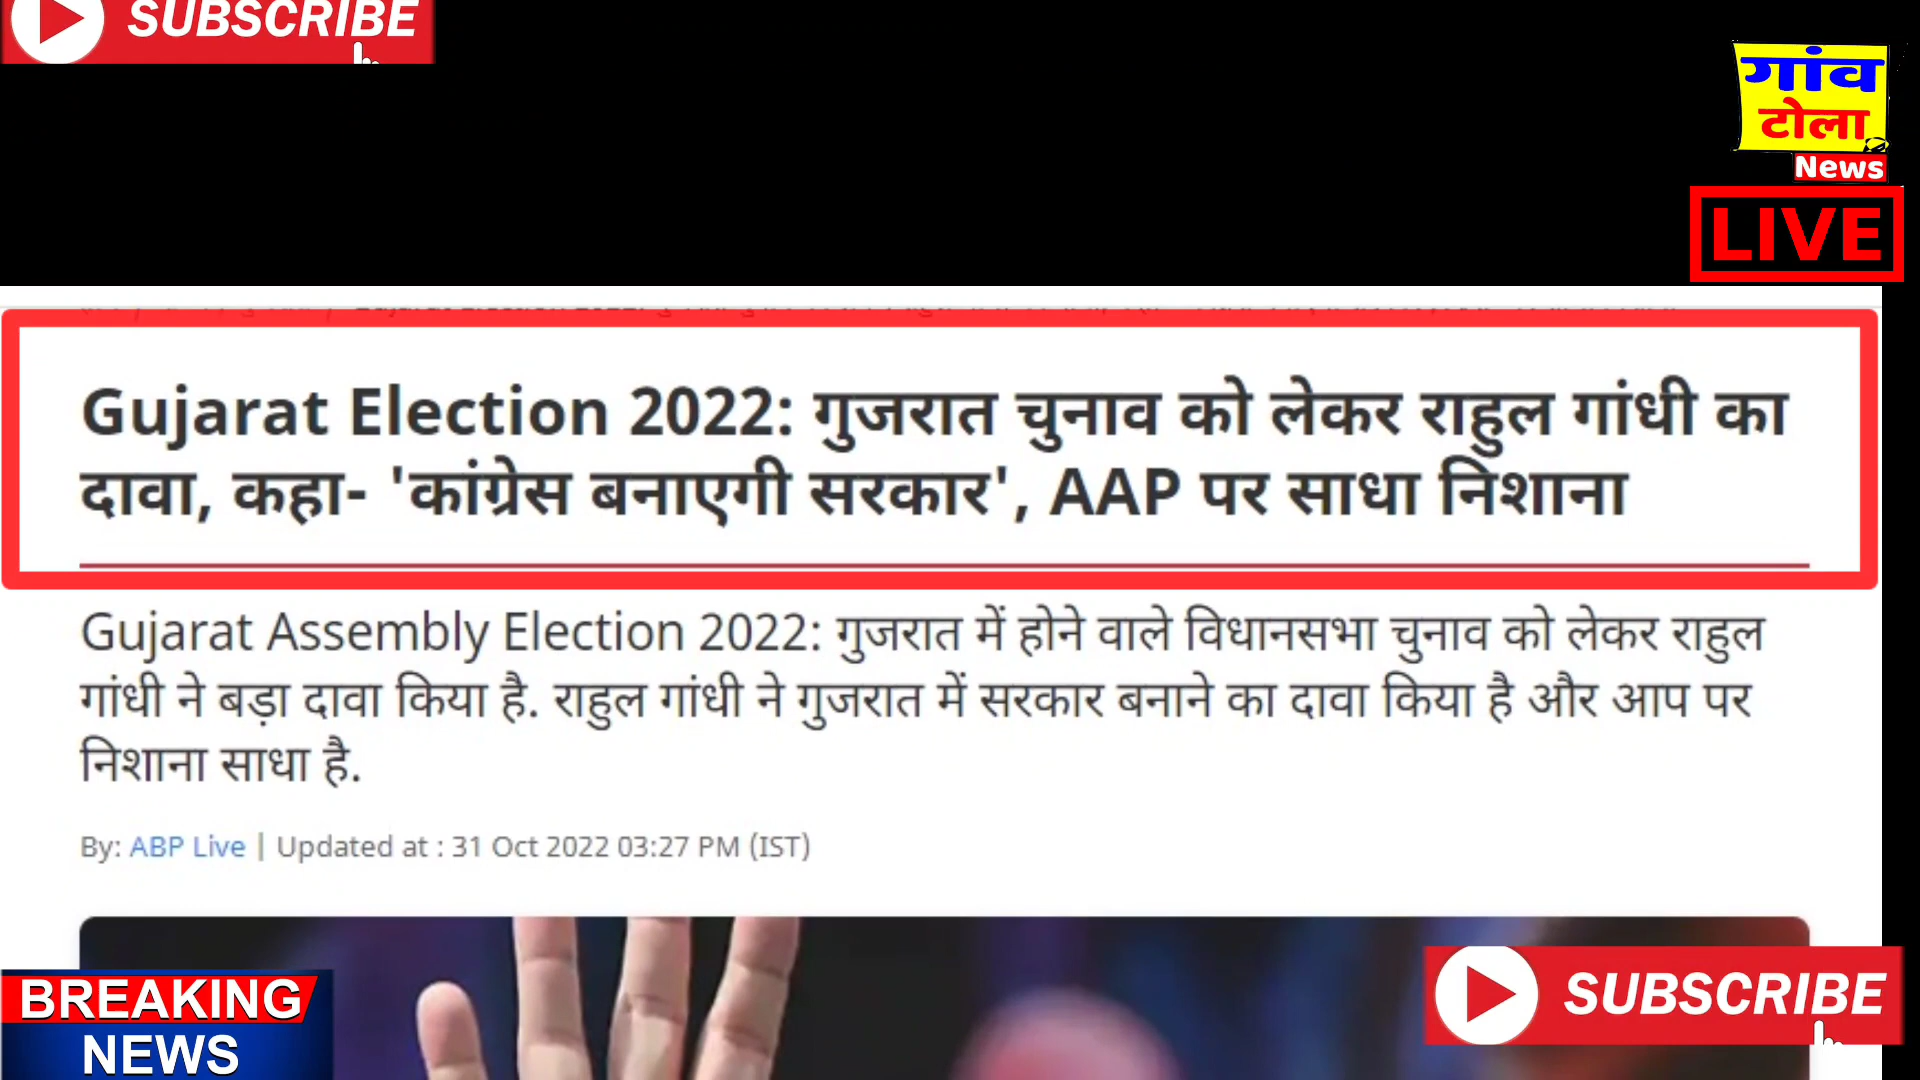 SUBSCRIBE
गांव
टोला
News
LIVE
Gujarat Election 2022: गुजरात चुनाव को लेकर राहुल गांधी का
दावा, कहा- 'कांग्रेस बनाएगी सरकार', AAP पर साधा निशाना
Gujarat Assembly Election 2022: गुजरात में होने वाले विधानसभा चुनाव को लेकर राहुल
गांधी ने बड़ा दावा किया है. राहुल गांधी ने गुजरात में सरकार बनाने का दावा किया है और आप पर
निशाना साधा है.
By: ABP Live | Updated at : 31 Oct 2022 03:27 PM (IST)
BREAKING
NEWS
SUBSCRIBE